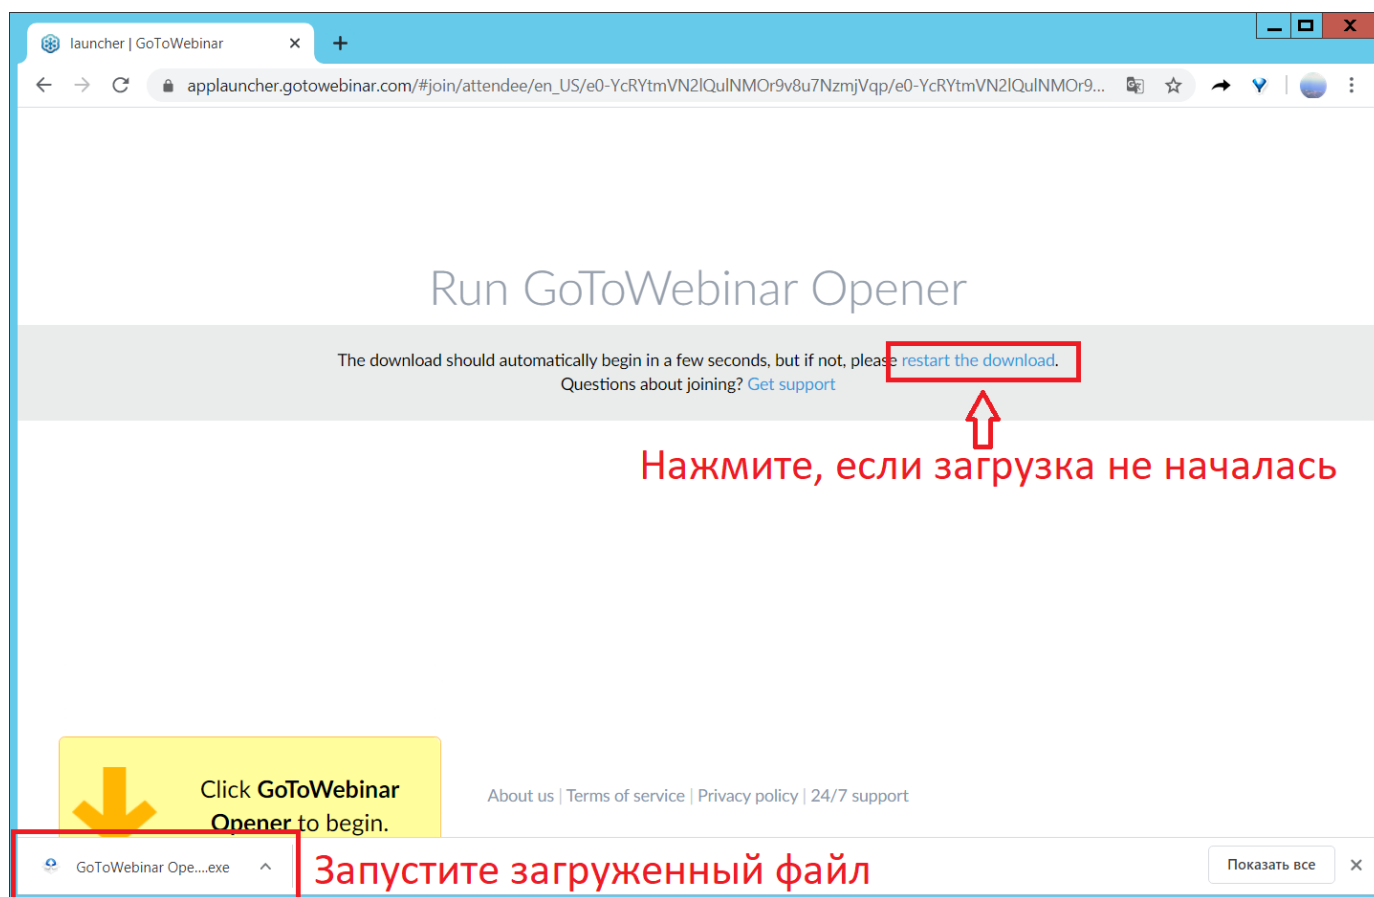 launcher | GoToWebinar
applauncher.gotowebinar.com/#join/attendee/en_US/e0-YcRYtmVN2lQulNMOr9v8u7NzmjVqp/e0-YcRYtmVN2lQulNMOr9...
Run GoToWebinar Opener
The download should automatically begin in a few seconds, but if not, please restart the download.
Questions about joining? Get support
Нажмите, если загрузка не началась
Click GoToWebinar
Opener to begin.
About us | Terms of service | Privacy policy | 24/7 support
GoToWebinar Ope....exe
Запустите загруженный файл
Показать все